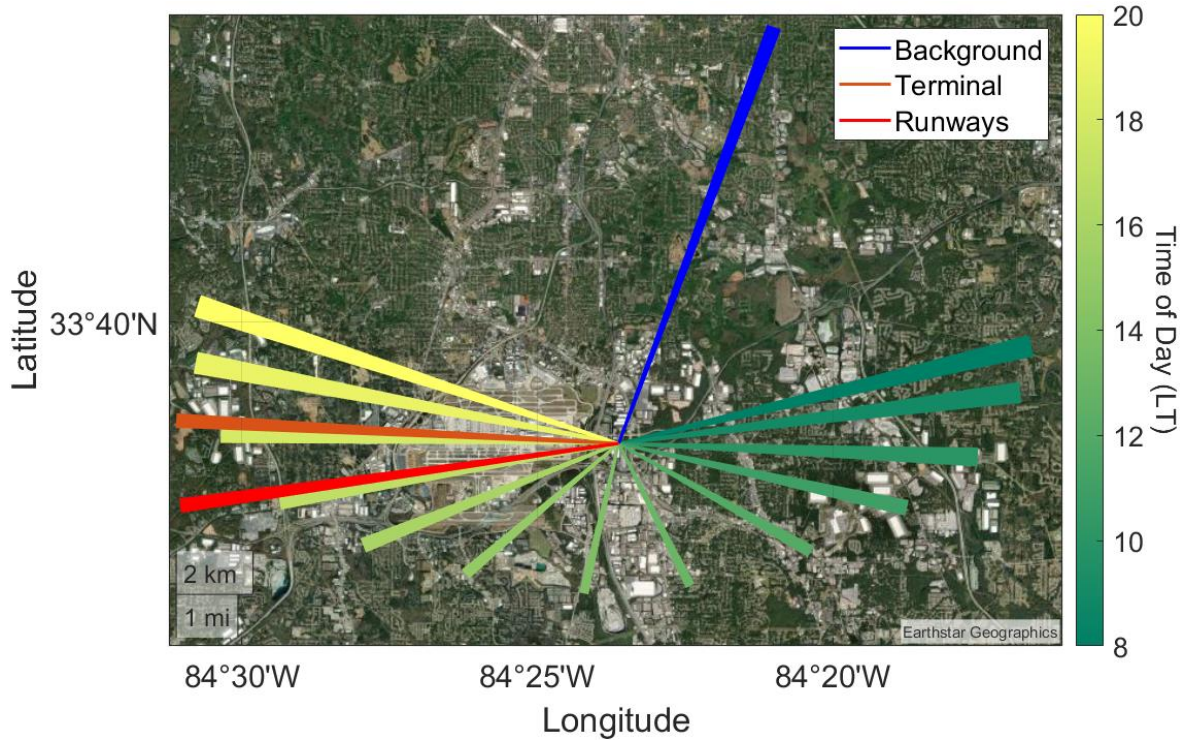 Background
Terminal
Runways
20
18
16
14
12
10
8
Time of Day (LT)
Latitude
33°40'N
2 km
1 mi
Earthstar Geographics
84°30'W
84°25'W
84°20'W
Longitude